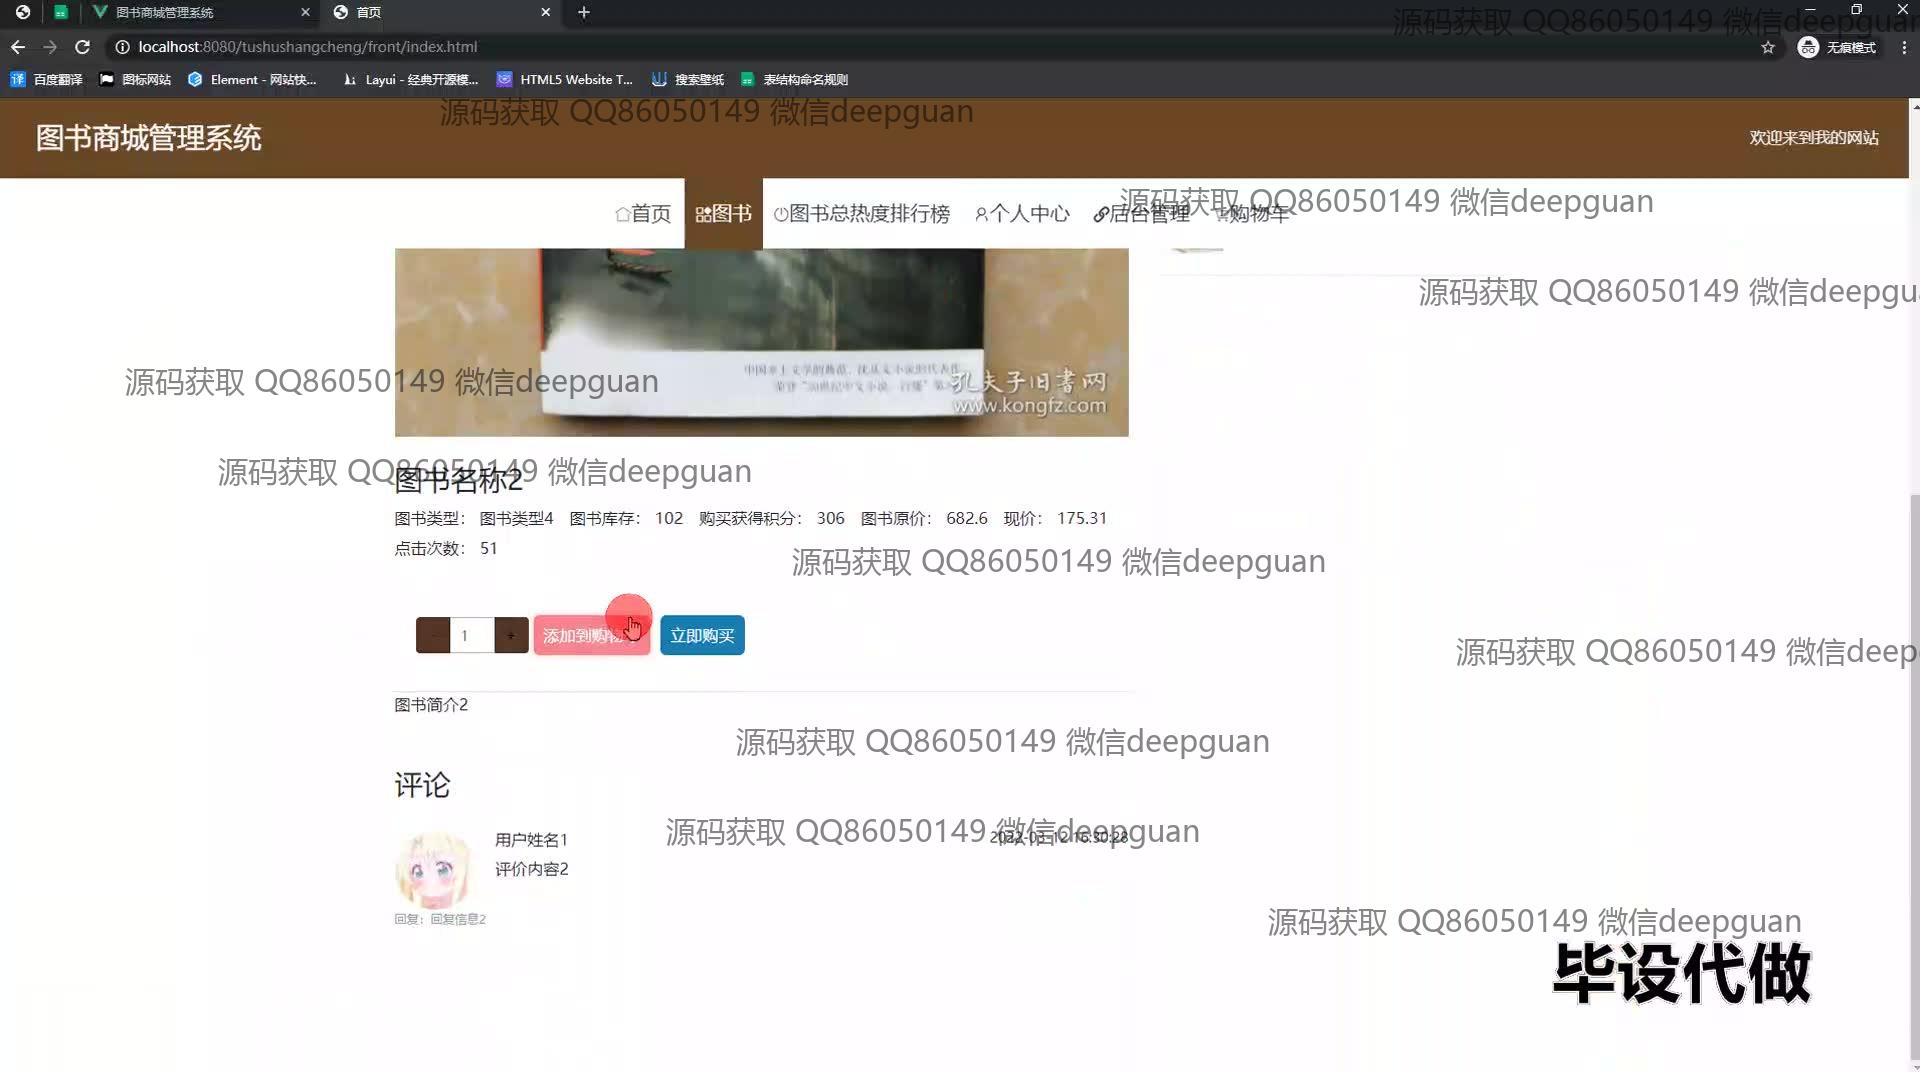 图书商城管理系统
首页
源码获取 QQ86050149 微信deepguan
localhost:8080/tushushangcheng/front/index.html
无痕模式
百度翻译
图标网站
Element - 网站快...
Layui - 经典开源模...
HTML5 Website T...
搜索壁纸
表结构命名规则
源码获取 QQ86050149 微信deepguan
图书商城管理系统
欢迎来到我的网站
源码获取 QQ86050149 微信deepguan
首页
图书
图书总热度排行榜
个人中心
后台管理
购物车
源码获取 QQ86050149 微信deepgu
孔夫子旧書网
www.kongfz.com
源码获取 QQ86050149 微信deepguan
源码获取 QQ86050149 微信deepguan
图书名称2
图书类型: 图书类型4 图书库存: 102 购买获得积分: 306 图书原价: 682.6 现价: 175.31
点击次数: 51
源码获取 QQ86050149 微信deepguan
- 1 +
添加到购物
立即购买
源码获取 QQ86050149 微信deep
图书简介2
源码获取 QQ86050149 微信deepguan
评论
源码获取 QQ86050149 微信deepguan
用户姓名1
2022-03-12 16:30:28
评价内容2
回复: 回复信息2
源码获取 QQ86050149 微信deepguan
毕设代做